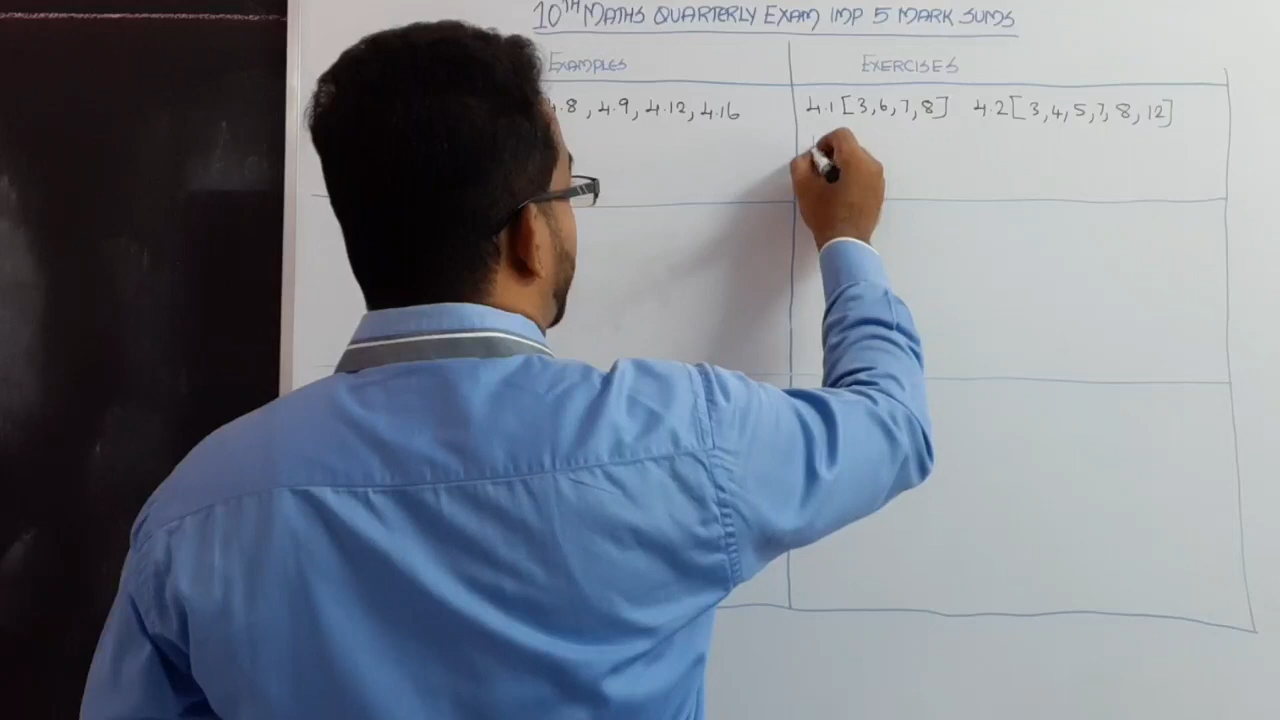 10TH MATHS QUARTERLY EXAM IMP 5 MARK SUMS
EXAMPLES EXERCISES
4.8, 4.9, 4.12, 4.16 4.1 [3,6,7,8] 4.2 [3,4,5,7,8,12]